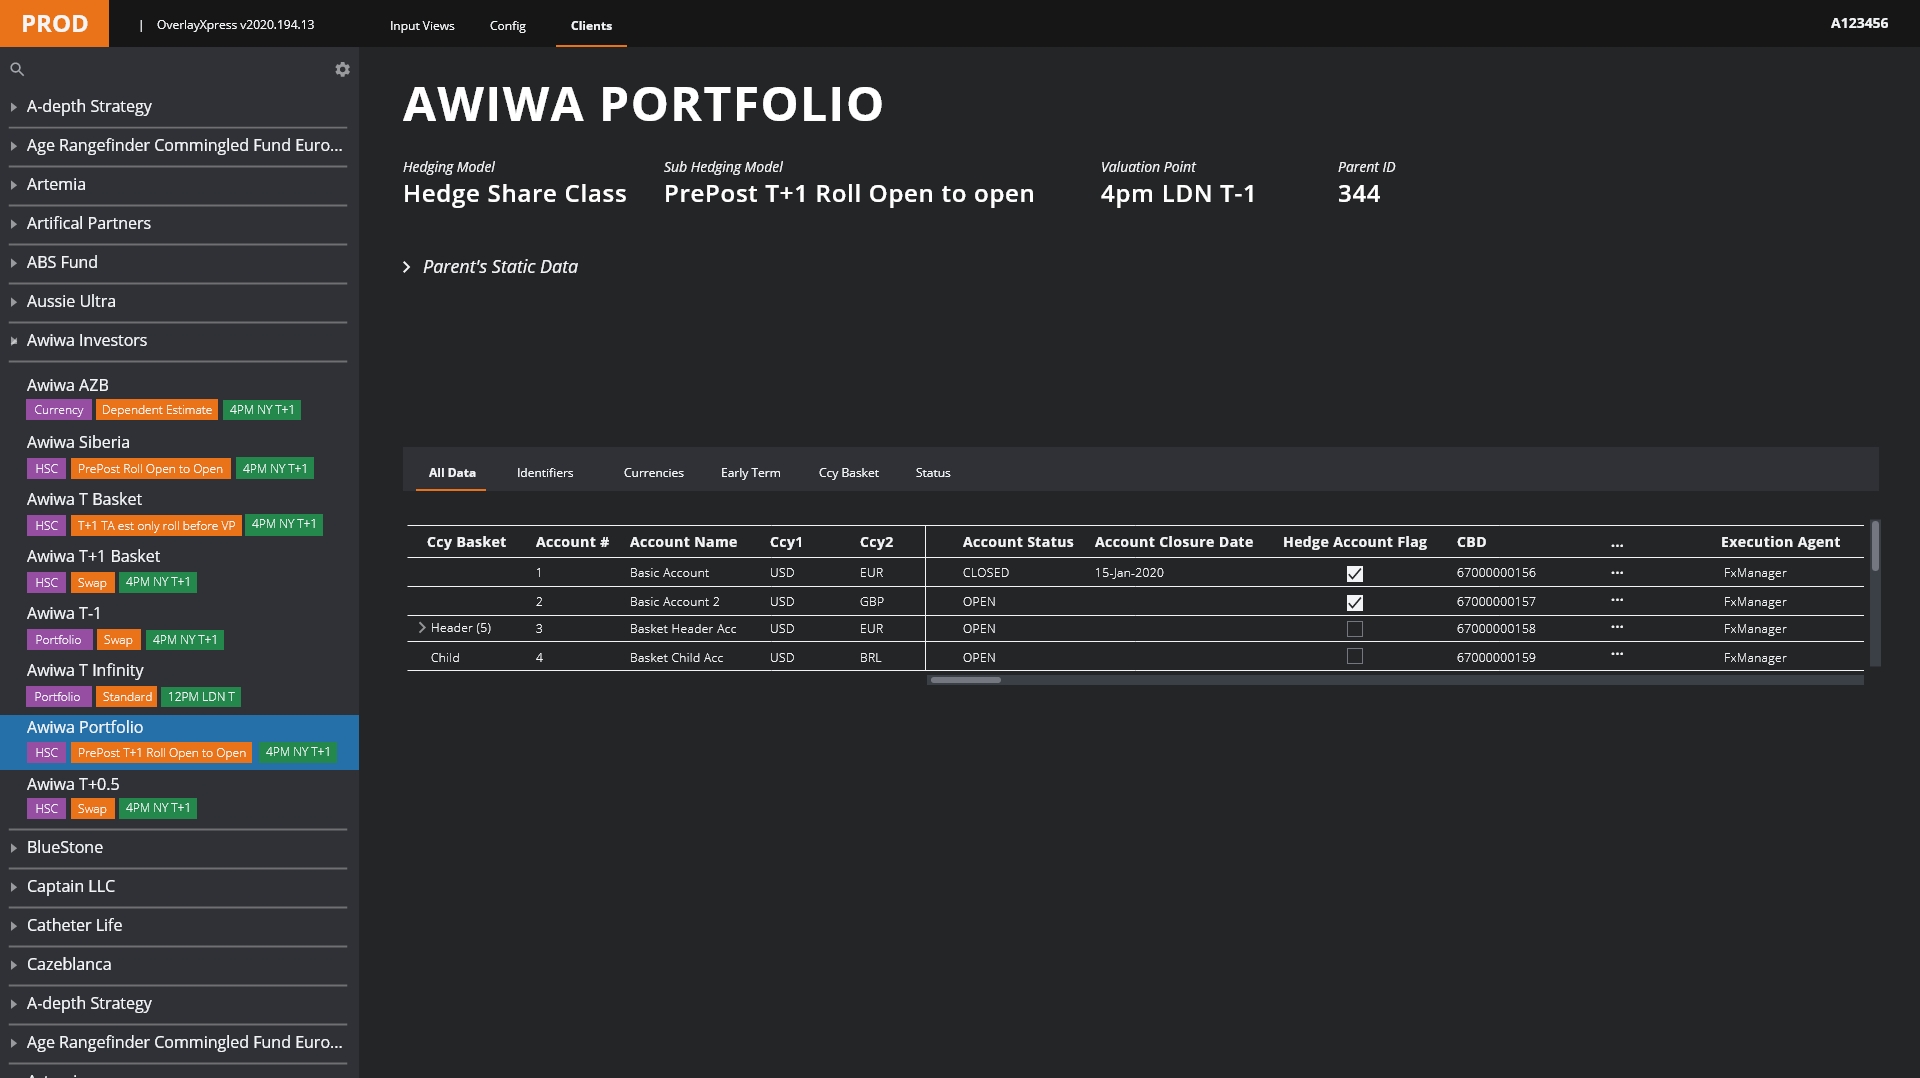 PROD | OverlayXpress v2020.194.13 Input Views Config Clients A123456
A-depth Strategy
Age Rangefinder Commingled Fund Euro...
Artemia
Artifical Partners
ABS Fund
Aussie Ultra
Awiwa Investors
Awiwa AZB
Currency Dependent Estimate 4PM NY T+1
Awiwa Siberia
HSC PrePost Roll Open to Open 4PM NY T+1
Awiwa T Basket
HSC T+1 TA est only roll before VP 4PM NY T+1
Awiwa T+1 Basket
HSC Swap 4PM NY T+1
Awiwa T-1
Portfolio Swap 4PM NY T+1
Awiwa T Infinity
Portfolio Standard 12PM LDN T
Awiwa Portfolio
HSC PrePost T+1 Roll Open to Open 4PM NY T+1
Awiwa T+0.5
HSC Swap 4PM NY T+1
BlueStone
Captain LLC
Catheter Life
Cazeblanca
A-depth Strategy
Age Rangefinder Commingled Fund Euro...
AWIWA PORTFOLIO
Hedging Model Sub Hedging Model Valuation Point Parent ID
Hedge Share Class PrePost T+1 Roll Open to open 4pm LDN T-1 344
Parent's Static Data
All Data Identifiers Currencies Early Term Ccy Basket Status
Ccy Basket Account # Account Name Ccy1 Ccy2 Account Status Account Closure Date Hedge Account Flag CBD ... Execution Agent
1 Basic Account USD EUR CLOSED 15-Jan-2020 67000000156 ... FxManager
2 Basic Account 2 USD GBP OPEN 67000000157 ... FxManager
Header (5) 3 Basket Header Acc USD EUR OPEN 67000000158 ... FxManager
Child 4 Basket Child Acc USD BRL OPEN 67000000159 ... FxManager